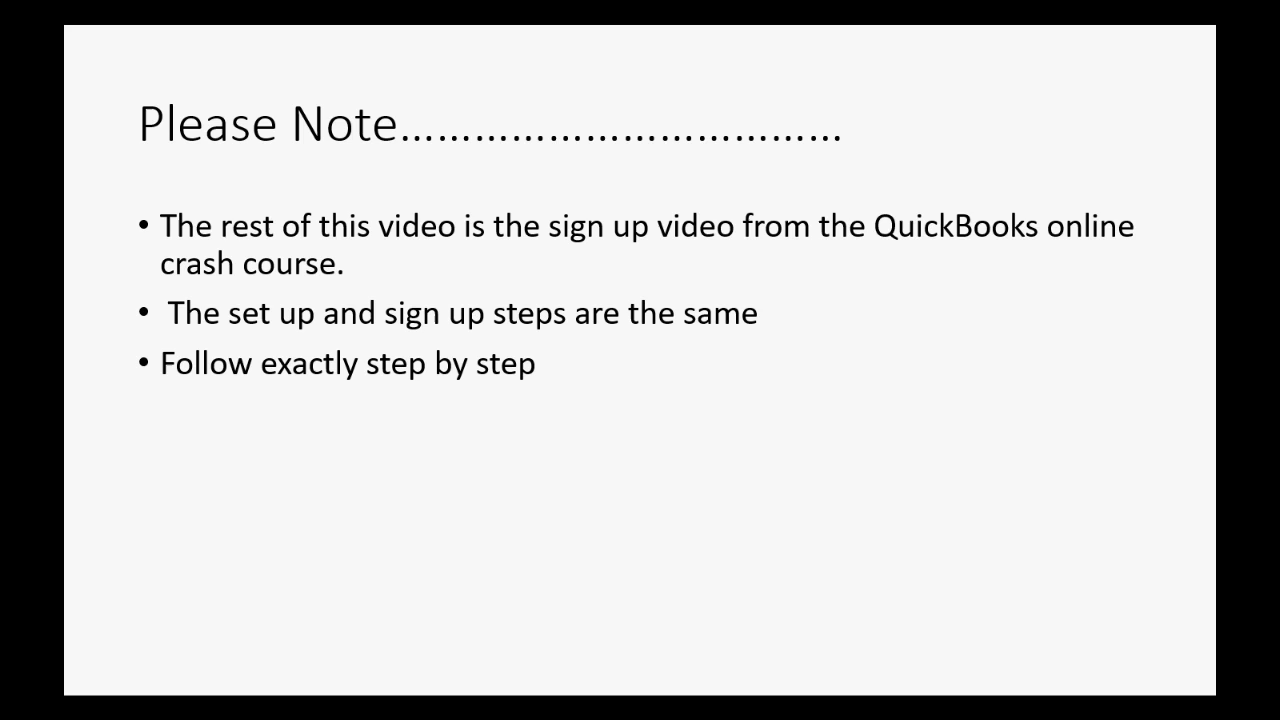 Please Note....................................
• The rest of this video is the sign up video from the QuickBooks online
crash course.
• The set up and sign up steps are the same
• Follow exactly step by step